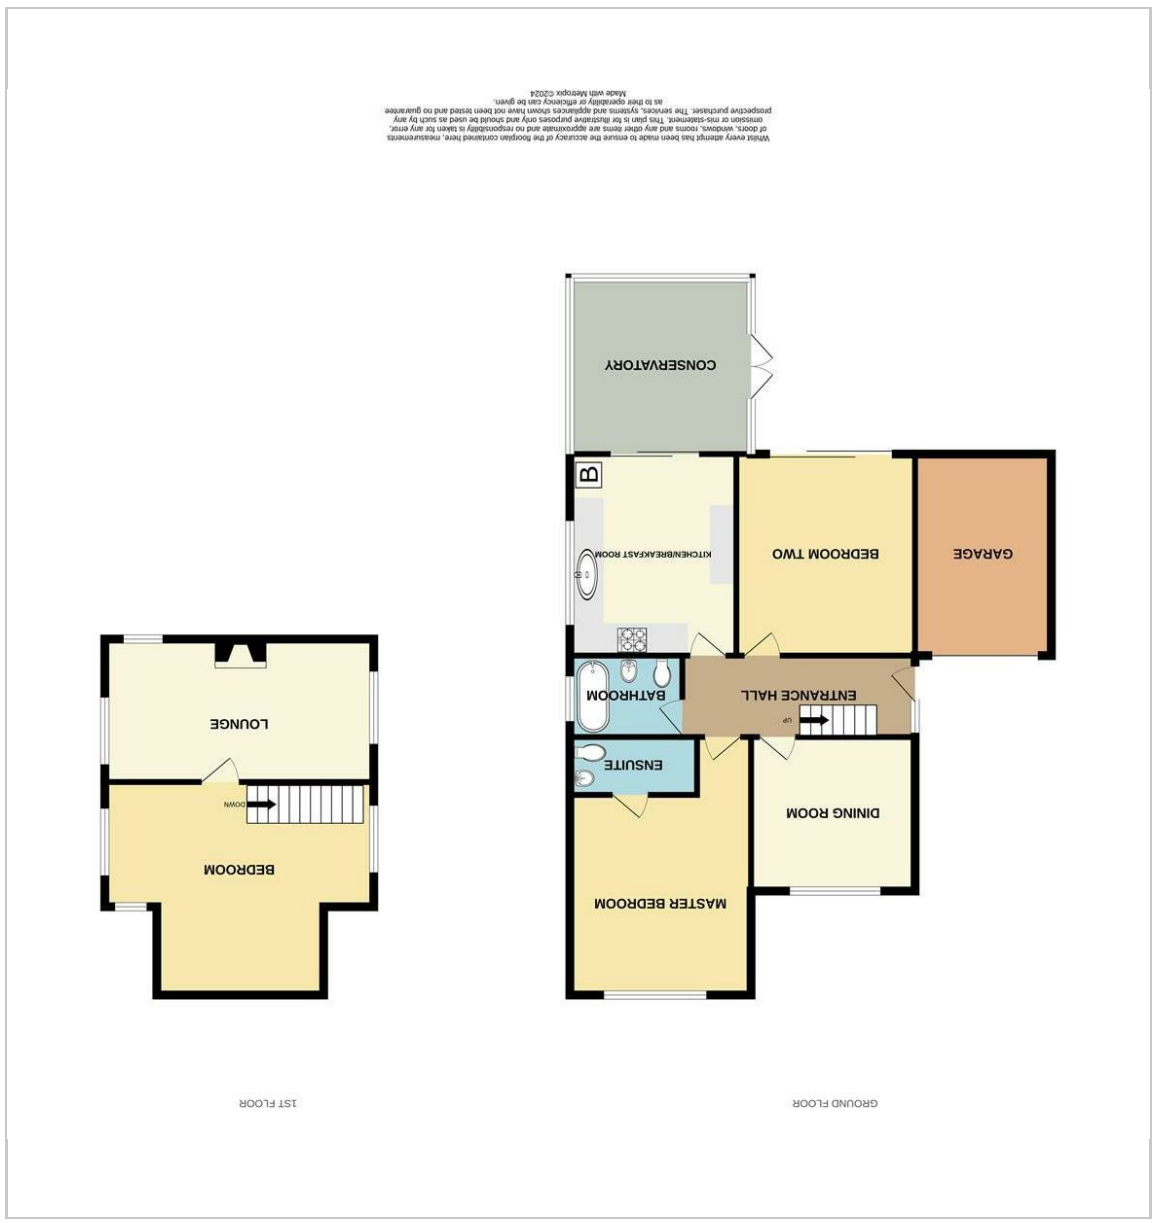 GROUND FLOOR
MASTER BEDROOM
DINING ROOM
ENSUITE
UP
ENTRANCE HALL
BATHROOM
GARAGE
BEDROOM TWO
KITCHEN/BREAKFAST ROOM
B
CONSERVATORY
1ST FLOOR
BEDROOM
DOWN
LOUNGE
Whilst every attempt has been made to ensure the accuracy of the floorplan contained here, measurements
of doors, windows, rooms and any other items are approximate and no responsibility is taken for any error,
omission or mis-statement. This plan is for illustrative purposes only and should be used as such by any
prospective purchaser. The services, systems and appliances shown have not been tested and no guarantee
as to their operability or efficiency can be given.
Made with Metropix ©2024